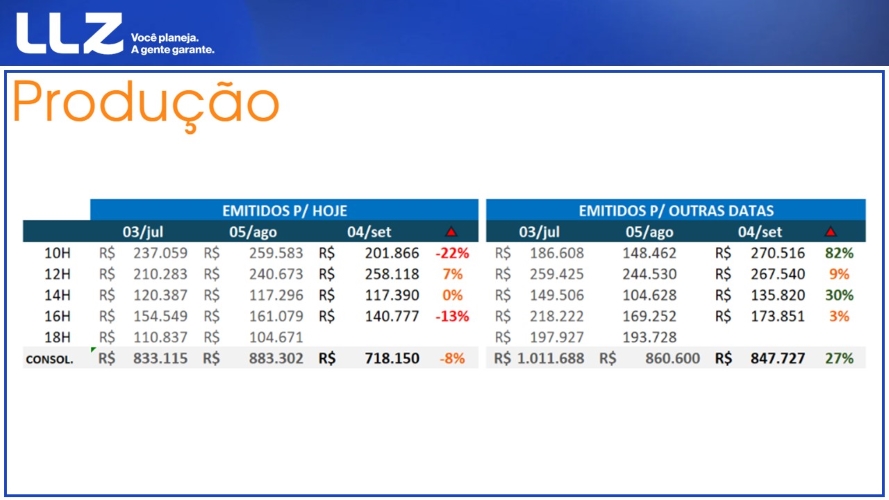 LLZ Você planeja.
A gente garante.
Produção
EMITIDOS P/ HOJE EMITIDOS P/ OUTRAS DATAS
03/jul 05/ago 04/set 03/jul 05/ago 04/set
10H R$ 237.059 R$ 259.583 R$ 201.866 -22% R$ 186.608 148.462 R$ 270.516 82%
12H R$ 210.283 R$ 240.673 R$ 258.118 7% R$ 259.425 244.530 R$ 267.540 9%
14H R$ 120.387 R$ 117.296 R$ 117.390 0% R$ 149.506 104.628 R$ 135.820 30%
16H R$ 154.549 R$ 161.079 R$ 140.777 -13% R$ 218.222 169.252 R$ 173.851 3%
18H R$ 110.837 R$ 104.671 R$ 197.927 193.728
CONSOL. R$ 833.115 R$ 883.302 R$ 718.150 -8% R$ 1.011.688 R$ 860.600 R$ 847.727 27%